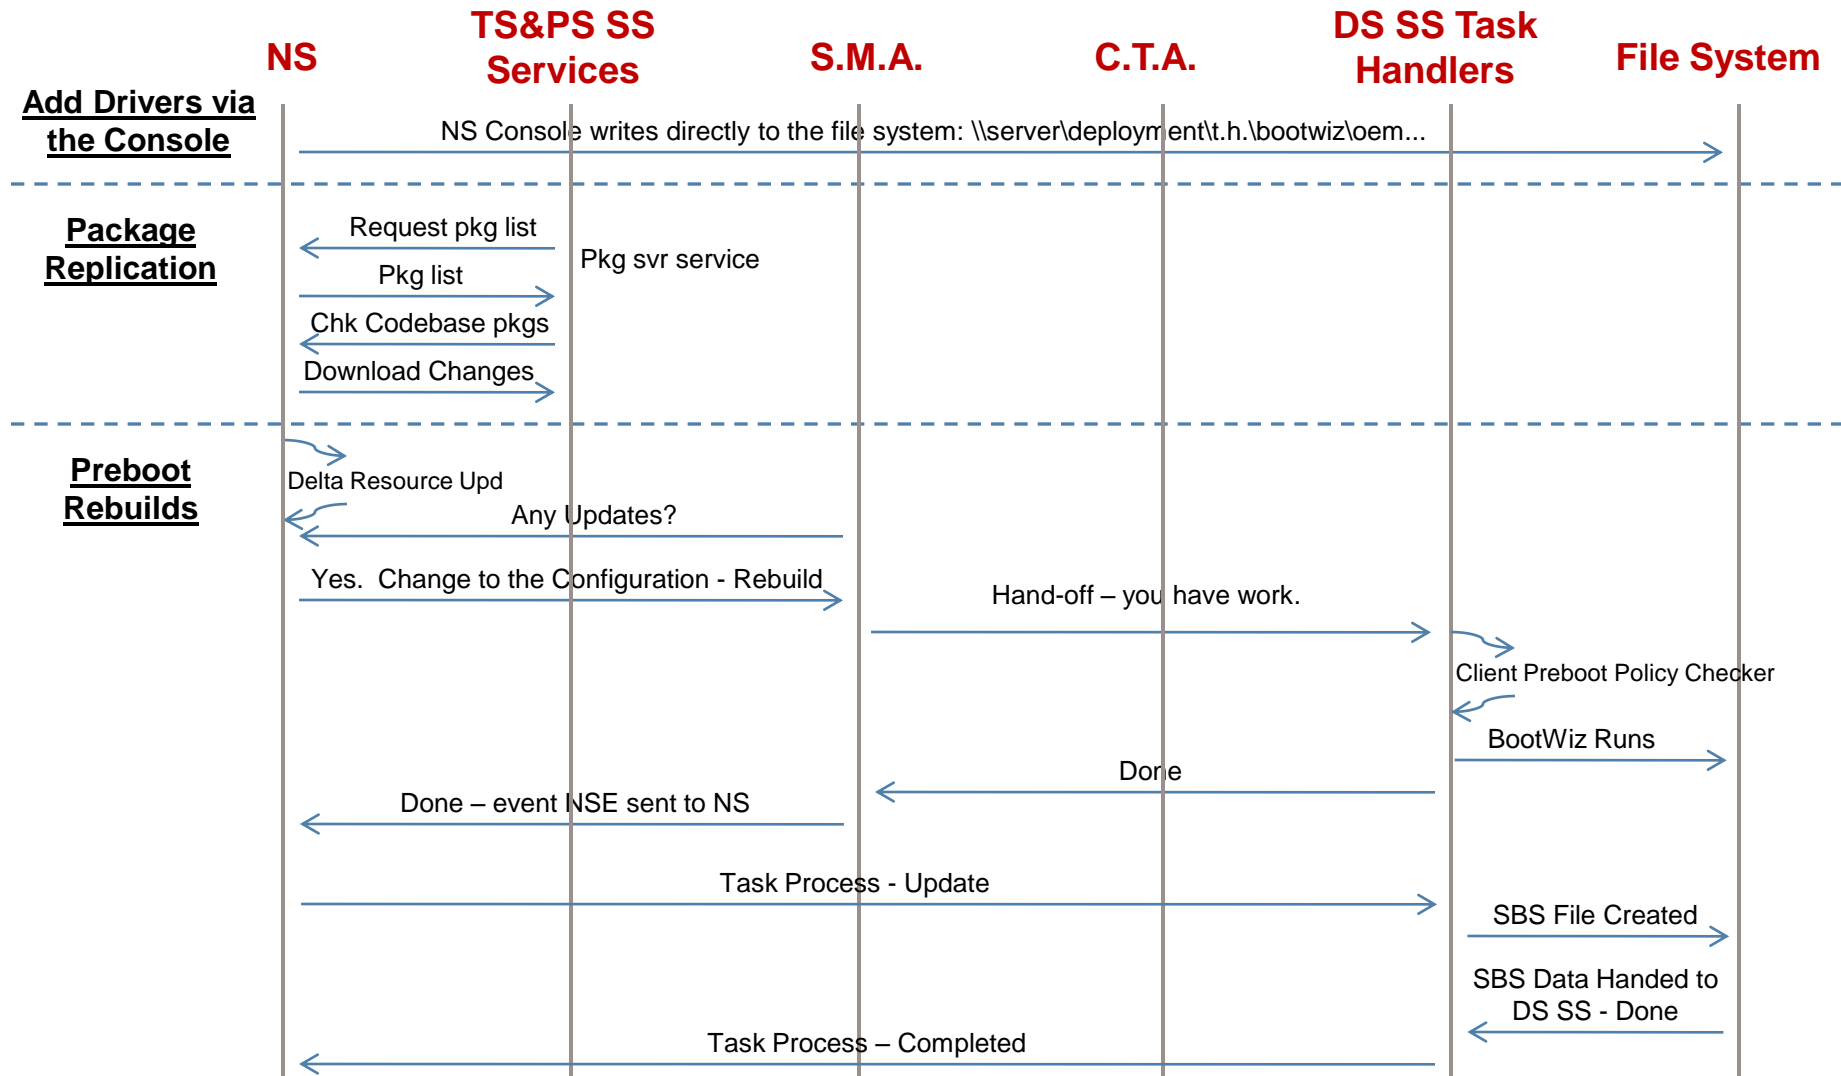 TS&PS SS
Services
NS
S.M.A.
C.T.A.
DS SS Task
Handlers
File System
Add Drivers via
the Console
NS Console writes directly to the file system: \\server\deployment\t.h.\bootwiz\oem...
Package
Replication
Request pkg list
Pkg svr service
Pkg list
Chk Codebase pkgs
Download Changes
Preboot
Rebuilds
Delta Resource Upd
Any Updates?
Yes.  Change to the Configuration - Rebuild
Hand-off – you have work.
Client Preboot Policy Checker
BootWiz Runs
Done
Done – event NSE sent to NS
Task Process - Update
SBS File Created
SBS Data Handed to
DS SS - Done
Task Process – Completed